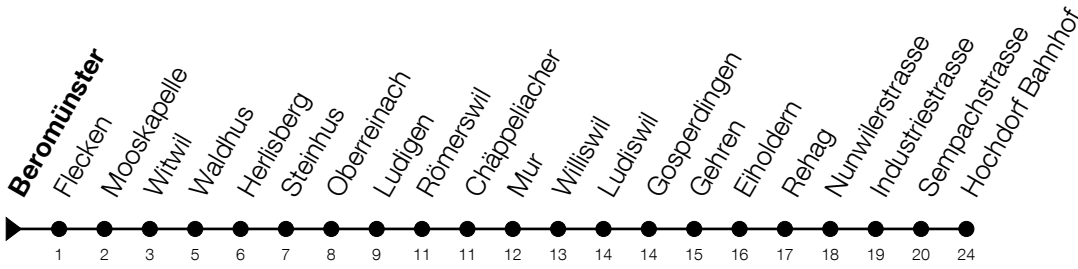 Beromünster
Flecken
Mooskapelle
Witwil
Waldhus
Herlisberg
Steinhus
Oberreinach
Ludigen
Römerswil
Chäppeliacher
Mur
Williswil
Ludiswil
Gosperdingen
Gehren
Eiholdern
Rehag
Nunwilerstrasse
Industriestrasse
Sempachstrasse
Hochdorf Bahnhof
1 2 3 5 6 7 8 9 11 11 12 13 14 14 15 16 17 18 19 20 24